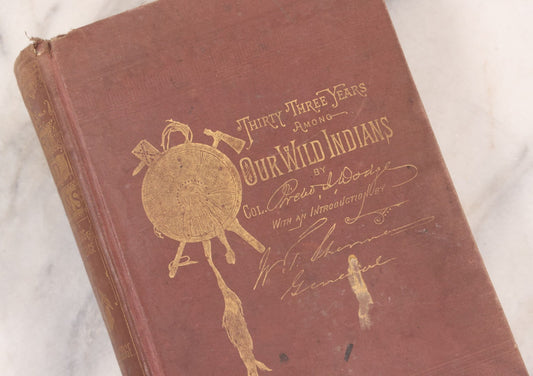 THIRTY THREE YEARS
AMONG
OUR WILD INDIANS
BY
COL. Richd I Dodge
WITH AN INTRODUCTION BY
W. T. Sherman
General